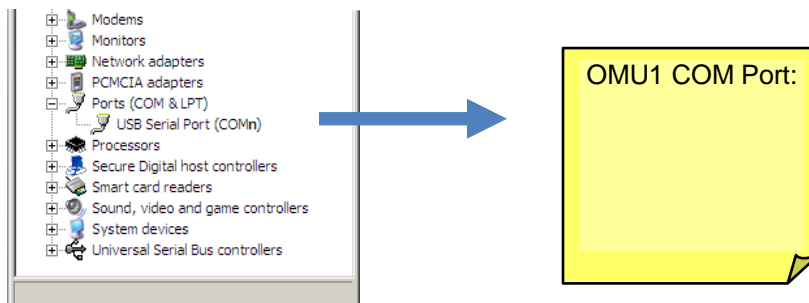 Modems
Monitors
Network adapters
PCMCIA adapters
Ports (COM & LPT)
USB Serial Port (COMn)
Processors
Secure Digital host controllers
Smart card readers
Sound, video and game controllers
System devices
Universal Serial Bus controllers
OMU1 COM Port: